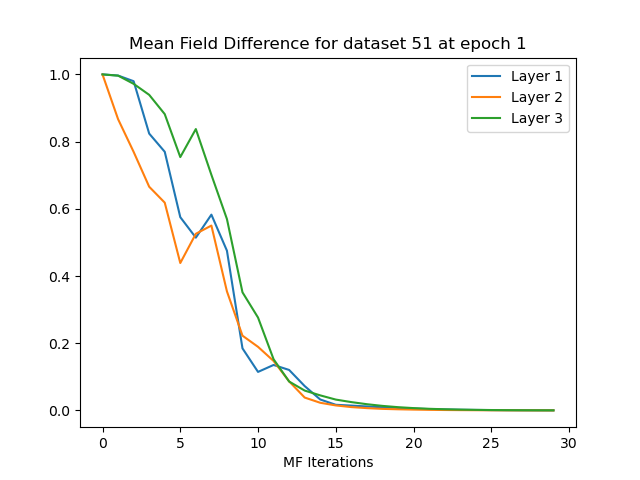 Mean Field Difference for dataset 51 at epoch 1
Layer 1
Layer 2
Layer 3
1.0
0.8
0.6
0.4
0.2
0.0
0 5 10 15 20 25 30
MF Iterations